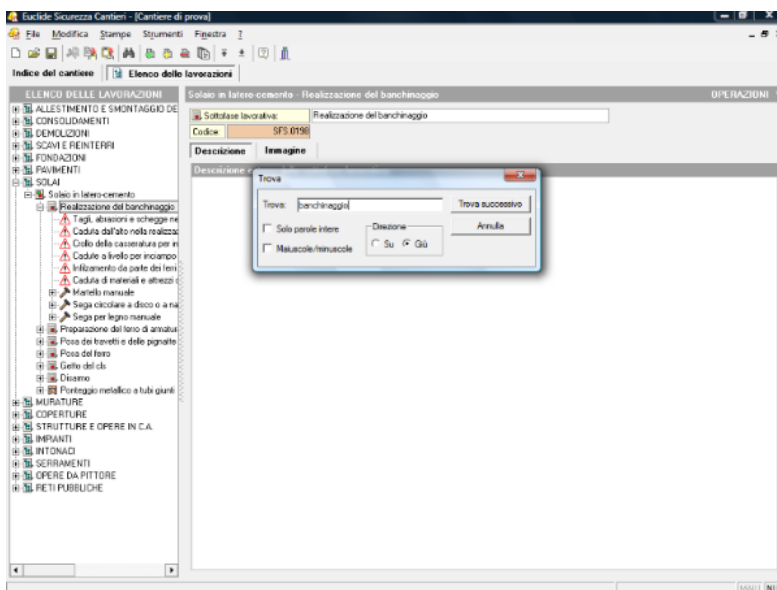 Euclide Sicurezza Cantieri - [Cantiere di prova]
File Modifica Stampe Strumenti Finestra ?
Indice del cantiere Elenco delle lavorazioni
ELENCO DELLE LAVORAZIONI
Solaio in latero-cemento - Realizzazione del banchinaggio
OPERAZIONI
ALLESTIMENTO E SMONTAGGIO DE
CONSOLIDAMENTI
DEMOLIZIONI
SCAVI E REINTERRI
FONDAZIONI
PAVIMENTI
SOLAI
Solaio in latero-cemento
Realizzazione del banchinaggio
Tagli, abrasioni e schegge ne
Caduta dall'alto nella realizzaz
Crollo della casseratura per in
Cadute a livello per inciampo
Infilzamento da parte dei ferri
Caduta di materiali e attrezzi d
Martello manuale
Sega circolare a disco o a na
Sega per legno manuale
Preparazione del ferro di armatur
Posa dei travetti e delle pignatte
Posa del ferro
Getto del cls
Disarmo
Ponteggio metallico a tubi giunti
MURATURE
COPERTURE
STRUTTURE E OPERE IN C.A.
IMPIANTI
INTONACI
SERRAMENTI
OPERE DA PITTORE
RETI PUBBLICHE
Sottofase lavorativa: Realizzazione del banchinaggio
Codice: SFS.0198
Descrizione Immagine
Descrizione
Trova
Trova: banchinaggio Trova successivo
Solo parole intere Direzione Annulla
Maiuscole/minuscole Su Giù